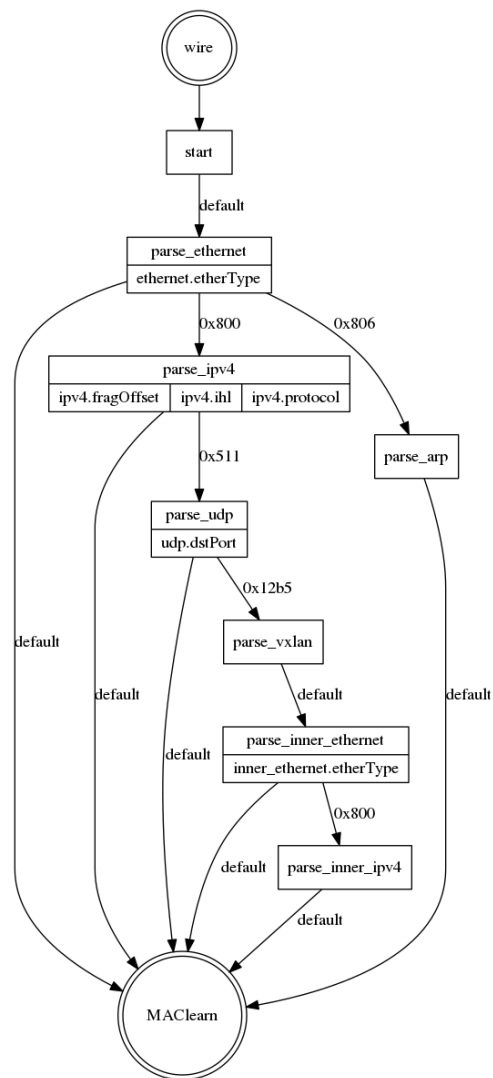 wire
start
default
parse_ethernet
ethernet.etherType
0x800
0x806
parse_ipv4
ipv4.fragOffset ipv4.ihl ipv4.protocol
parse_arp
0x511
parse_udp
udp.dstPort
0x12b5
default
parse_vxlan
default
default
default
default
parse_inner_ethernet
inner_ethernet.etherType
default
0x800
default
parse_inner_ipv4
default
MAClearn